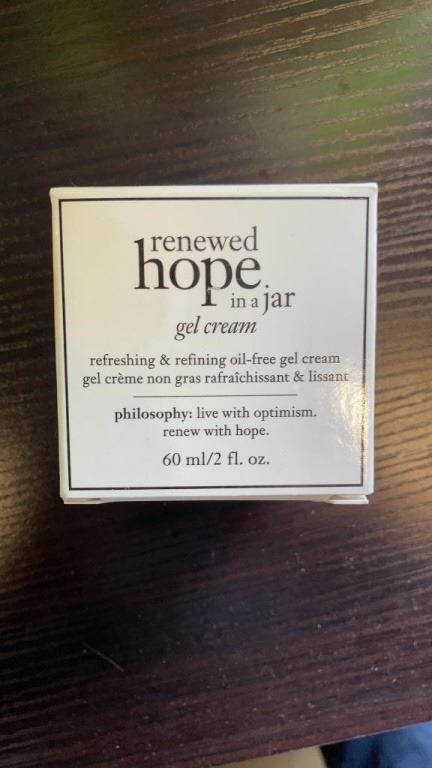 renewed
hope
in a jar
gel cream
refreshing & refining oil-free gel cream
gel crème non gras rafraîchissant & lissant
philosophy: live with optimism.
renew with hope.
60 ml/2 fl. oz.